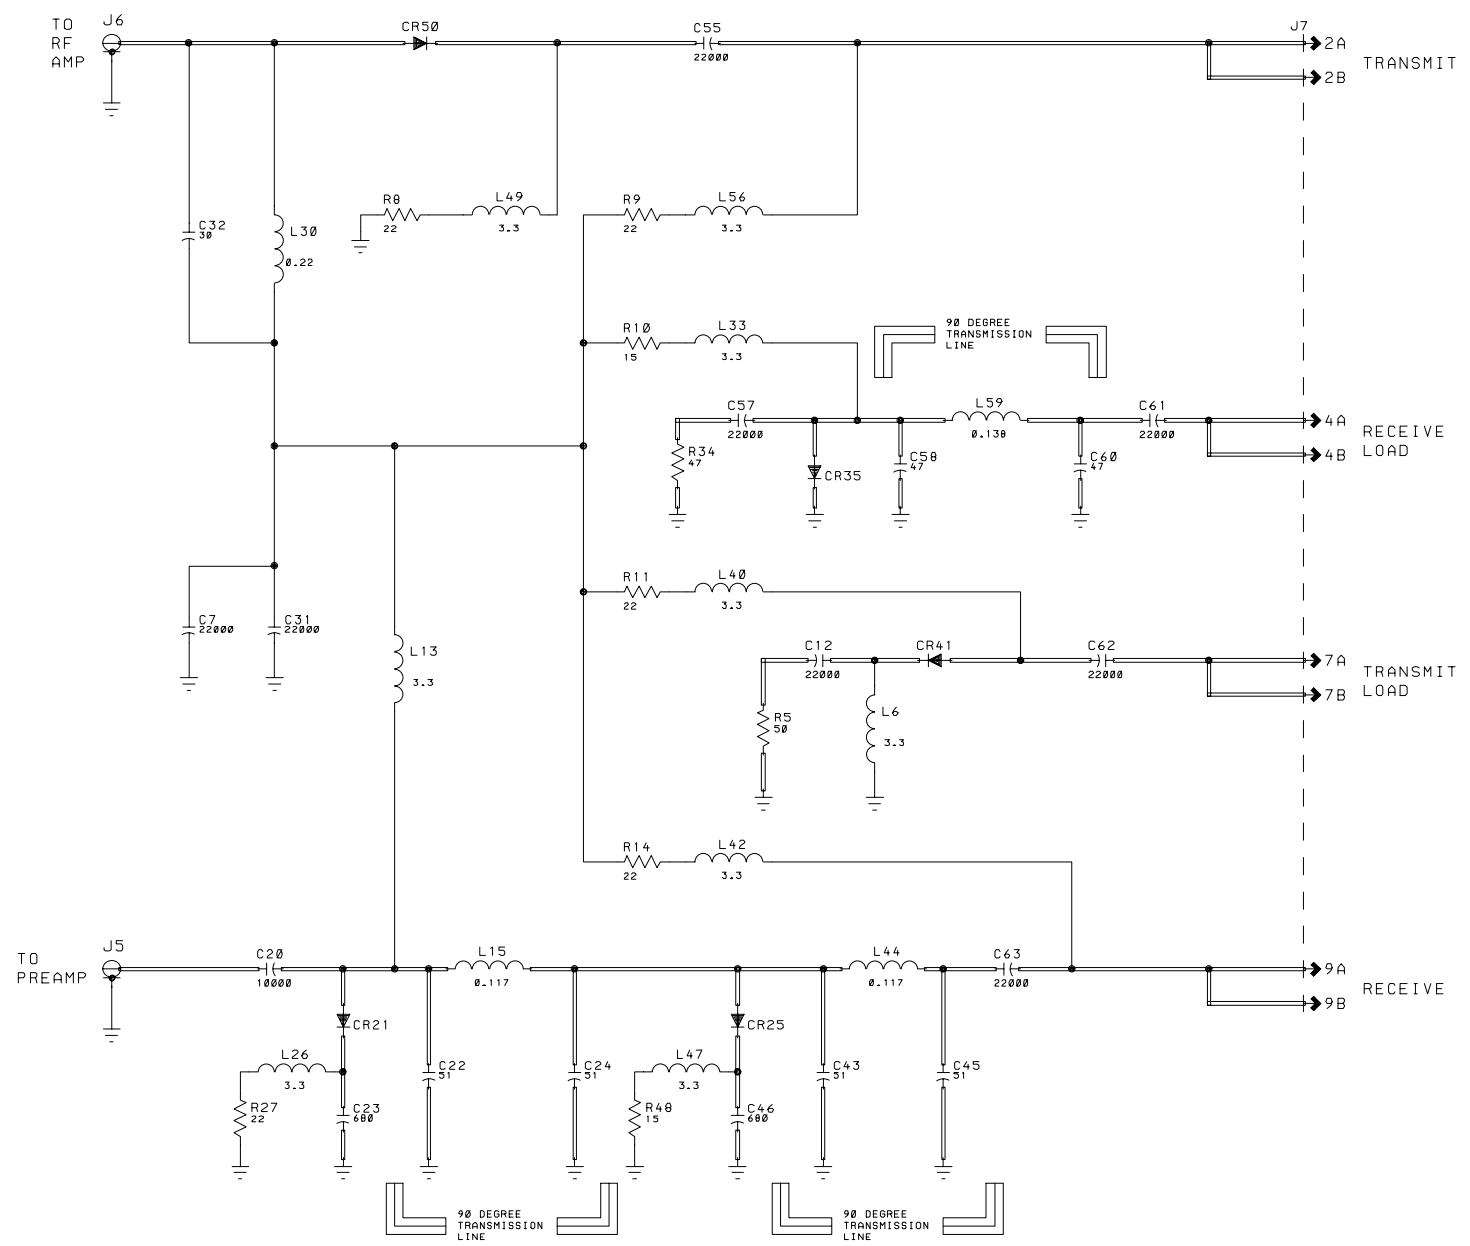 TO
RF
AMP
J6
CR50
C55
22000
J7
2A
2B
TRANSMIT
C32
30
L30
0.22
R8
22
L49
3.3
R9
22
L56
3.3
R10
15
L33
3.3
90 DEGREE
TRANSMISSION
LINE
C57
22000
R34
47
CR35
C58
47
L59
0.138
C60
47
C61
22000
4A
4B
RECEIVE
LOAD
C7
22000
C31
22000
L13
3.3
R11
22
L40
3.3
C12
22000
CR41
C62
22000
R5
50
L6
3.3
7A
7B
TRANSMIT
LOAD
R14
22
L42
3.3
TO
PREAMP
J5
C20
10000
L15
0.117
L44
0.117
C63
22000
9A
9B
RECEIVE
CR21
CR25
L26
3.3
R27
22
C23
680
C22
51
C24
51
L47
3.3
R48
15
C46
680
C43
51
C45
51
90 DEGREE
TRANSMISSION
LINE
90 DEGREE
TRANSMISSION
LINE